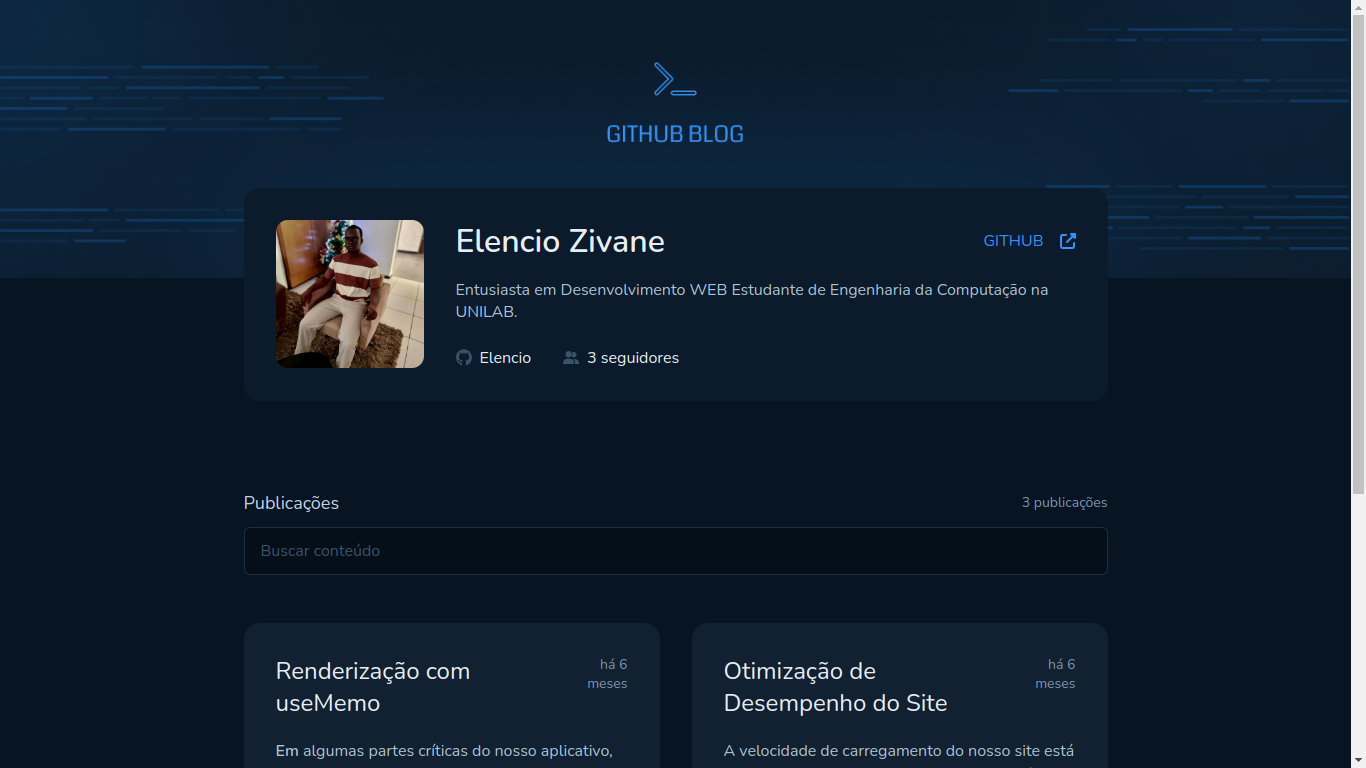 GITHUB BLOG
Elencio Zivane
GITHUB
Entusiasta em Desenvolvimento WEB Estudante de Engenharia da Computação na
UNILAB.
Elencio
3 seguidores
Publicações
3 publicações
Buscar conteúdo
Renderização com
useMemo
há 6
meses
Em algumas partes críticas do nosso aplicativo,
Otimização de
Desempenho do Site
há 6
meses
A velocidade de carregamento do nosso site está